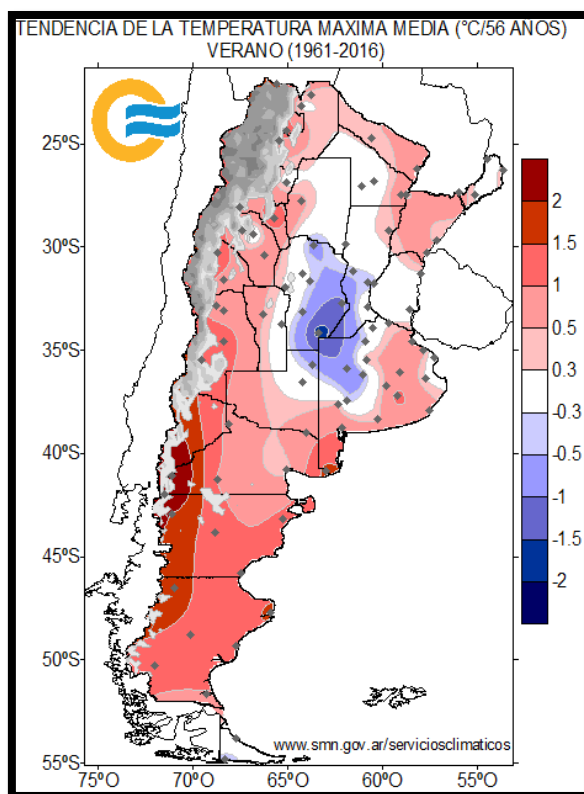 TENDENCIA DE LA TEMPERATURA MAXIMA MEDIA (°C/56 ANOS)
VERANO (1961-2016)
25ºS
30ºS
35ºS
40ºS
45ºS
50ºS
55ºS
2
1.5
1
0.5
0.3
-0.3
-0.5
-1
-1.5
-2
www.smn.gov.ar/serviciosclimaticos
75ºO 70ºO 65ºO 60ºO 55ºO